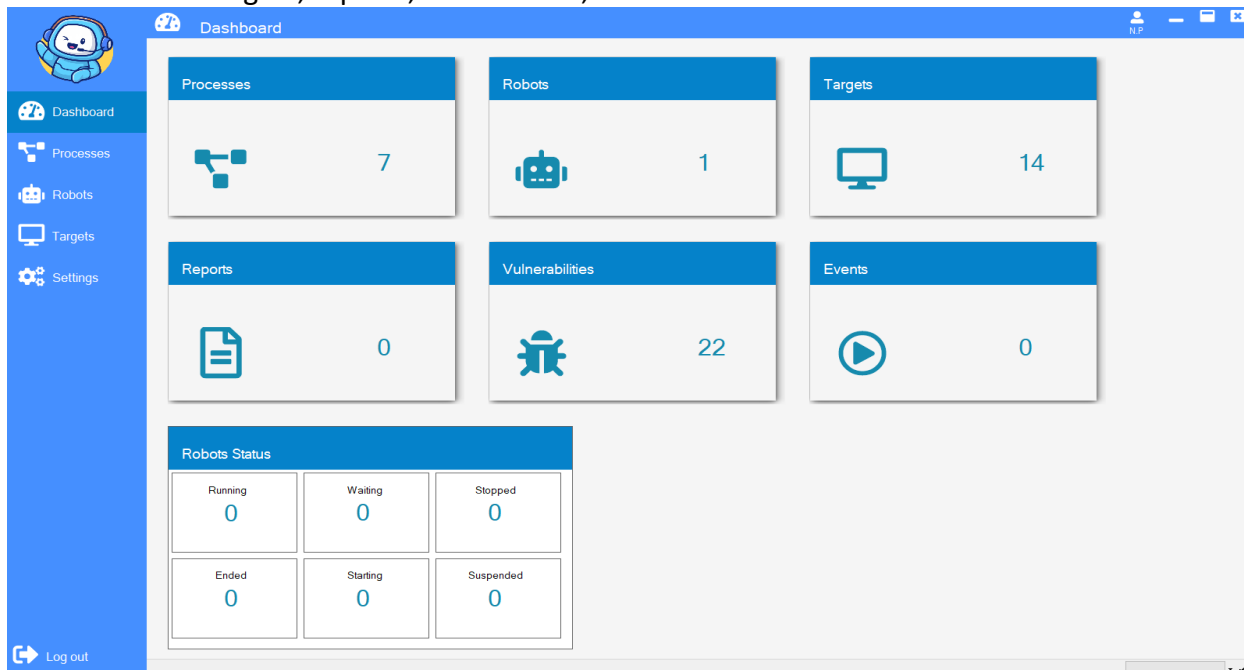 Dashboard
N.P
Dashboard
Processes
Robots
Targets
Settings
Log out
Processes
7
Robots
1
Targets
14
Reports
0
Vulnerabilities
22
Events
0
Robots Status
Running
0
Waiting
0
Stopped
0
Ended
0
Starting
0
Suspended
0